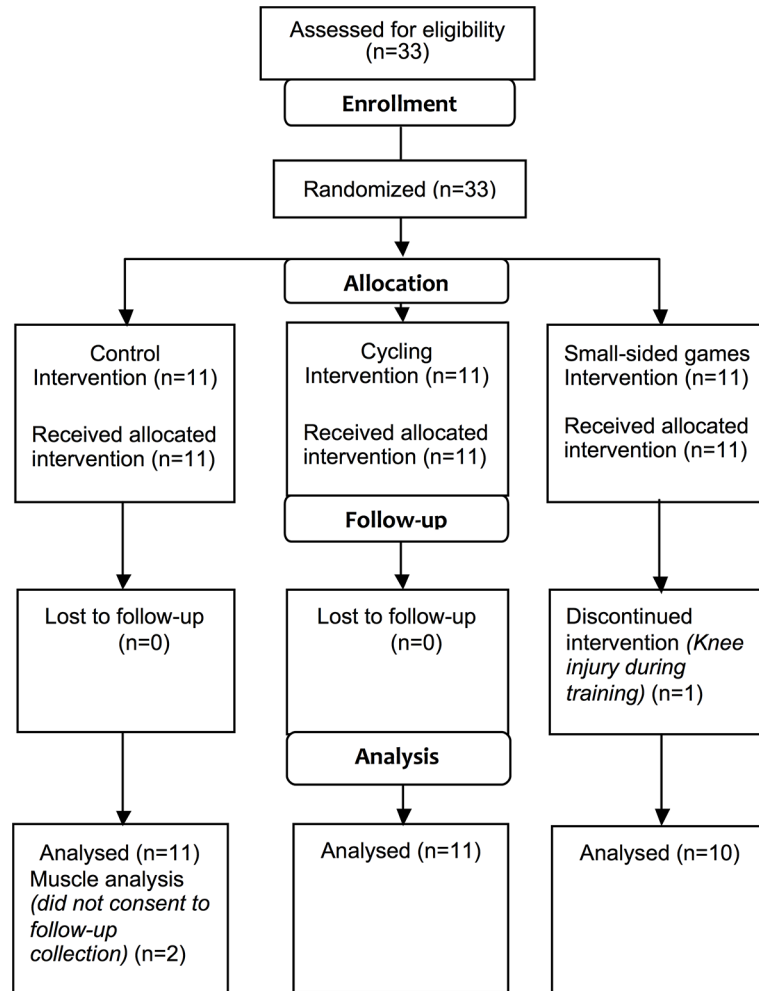 Assessed for eligibility
(n=33)
Enrollment
Randomized (n=33)
Allocation
Control
Intervention (n=11)
Received allocated
intervention (n=11)
Cycling
Intervention (n=11)
Received allocated
intervention (n=11)
Small-sided games
Intervention (n=11)
Received allocated
intervention (n=11)
Follow-up
Lost to follow-up
(n=0)
Lost to follow-up
(n=0)
Discontinued
intervention (Knee
injury during
training) (n=1)
Analysis
Analysed (n=11)
Muscle analysis
(did not consent to
follow-up
collection) (n=2)
Analysed (n=11)
Analysed (n=10)